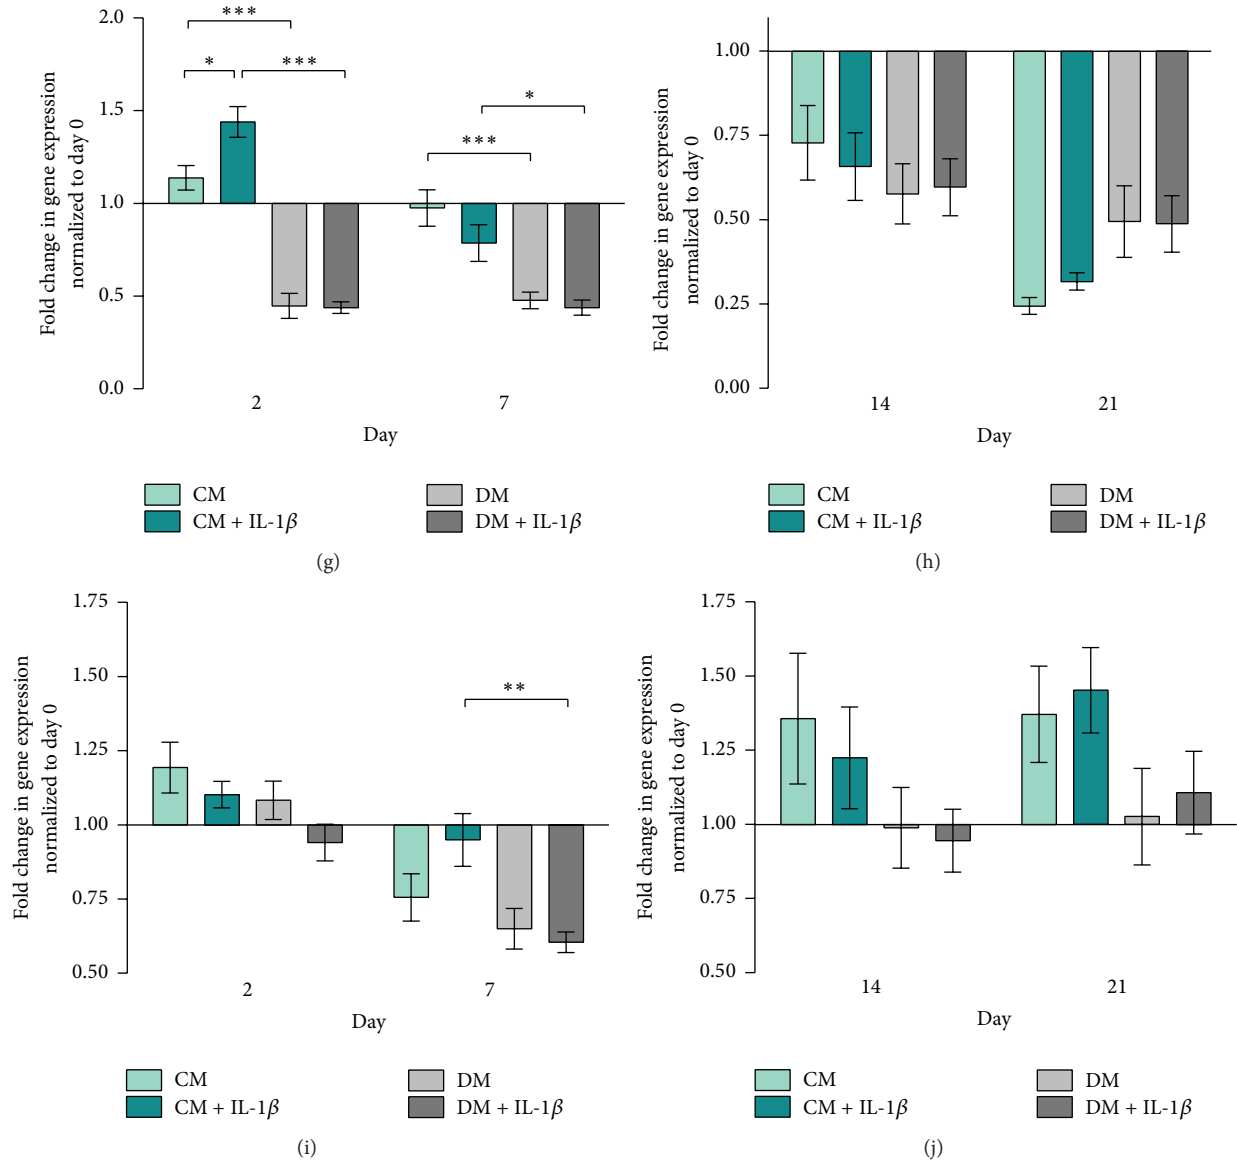 Fold change in gene expression
normalized to day 0
2.0
1.5
1.0
0.5
0.0
***
*
***
*
***
2
7
Day
CM
CM + IL-1β
DM
DM + IL-1β
(g)
Fold change in gene expression
normalized to day 0
1.00
0.75
0.50
0.25
0.00
14
21
Day
CM
CM + IL-1β
DM
DM + IL-1β
(h)
Fold change in gene expression
normalized to day 0
1.75
1.50
1.25
1.00
0.75
0.50
**
2
7
Day
CM
CM + IL-1β
DM
DM + IL-1β
(i)
Fold change in gene expression
normalized to day 0
1.75
1.50
1.25
1.00
0.75
0.50
14
21
Day
CM
CM + IL-1β
DM
DM + IL-1β
(j)